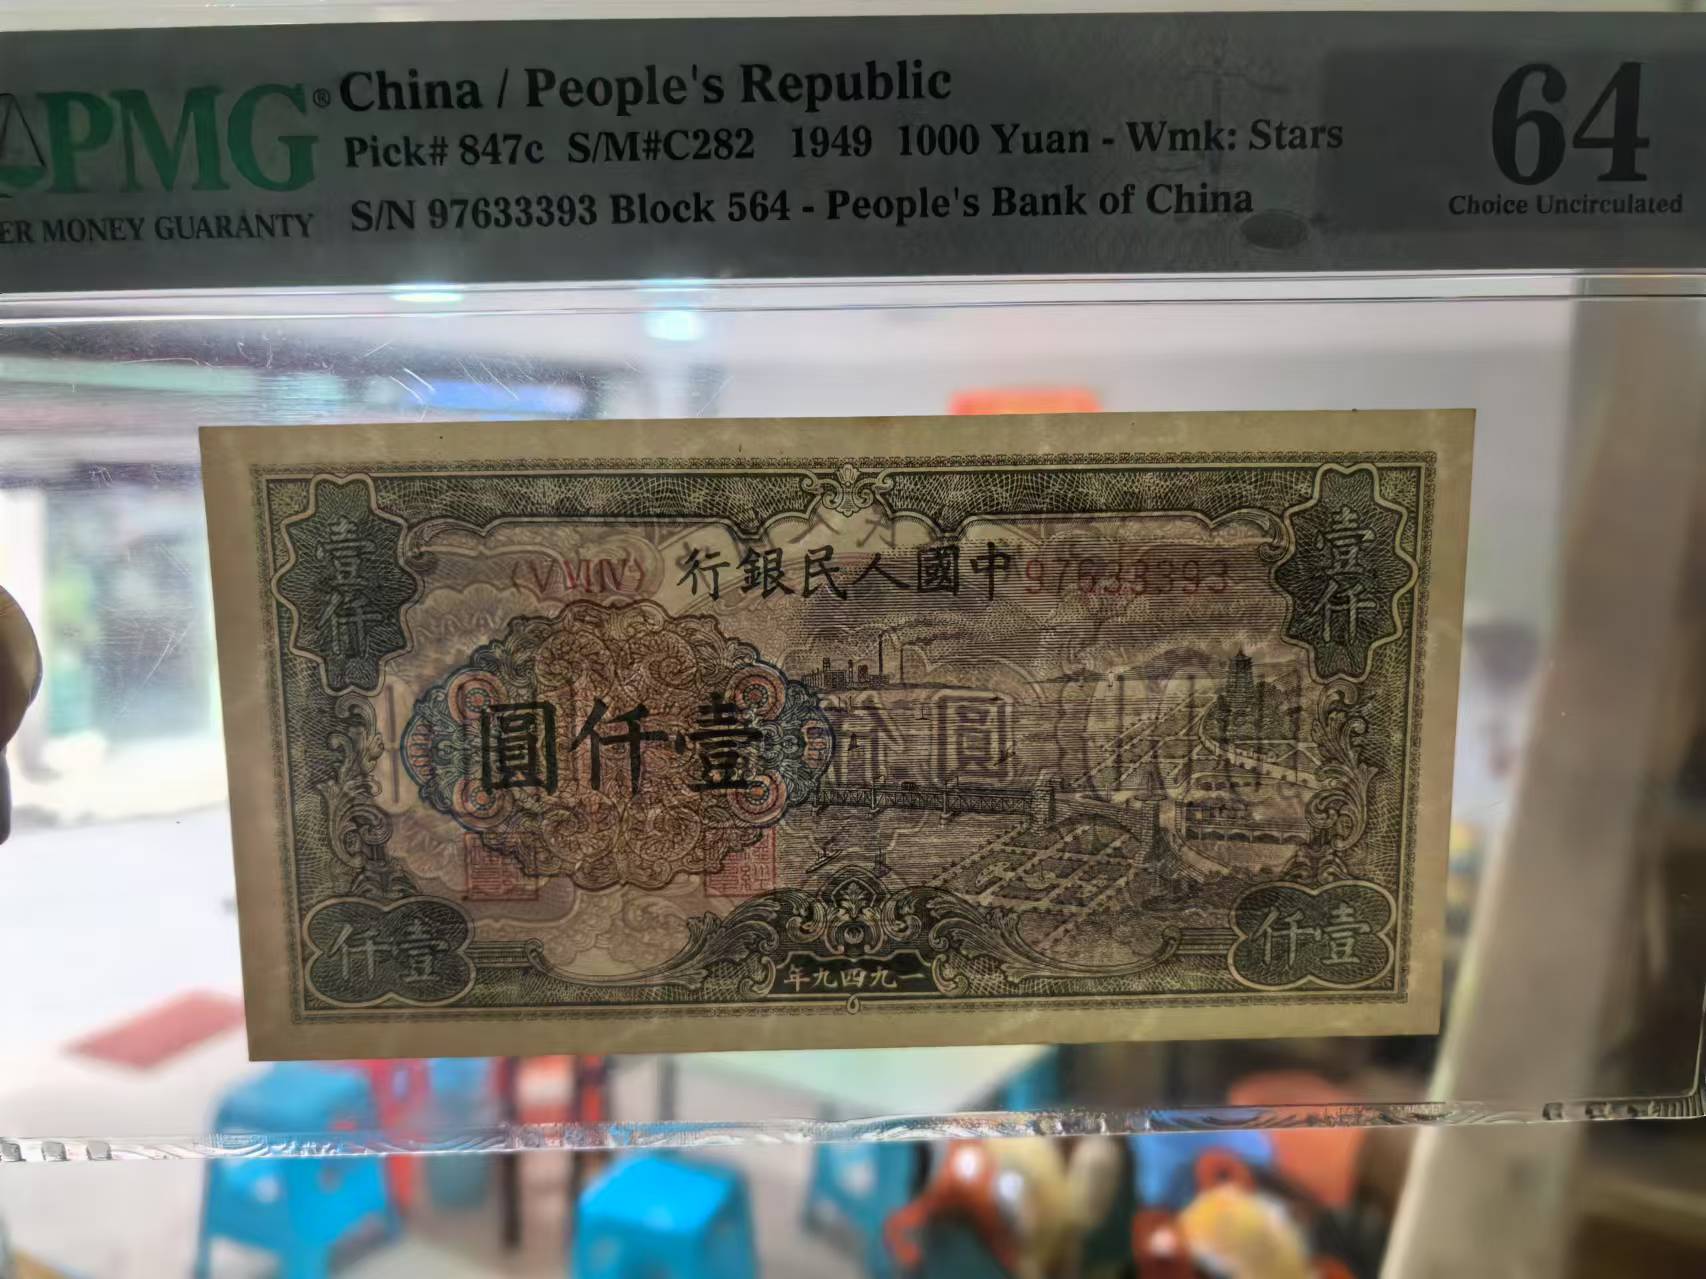 PMG®
ER MONEY GUARANTY
China / People's Republic
Pick# 847c S/M#C282 1949 1000 Yuan - Wmk: Stars
S/N 97633393 Block 564 - People's Bank of China
64
Choice Uncirculated
壹仟
壹仟
(V VI IV)
行銀民人國中
97633393
圓仟壹
仟壹
年九四九一
仟壹